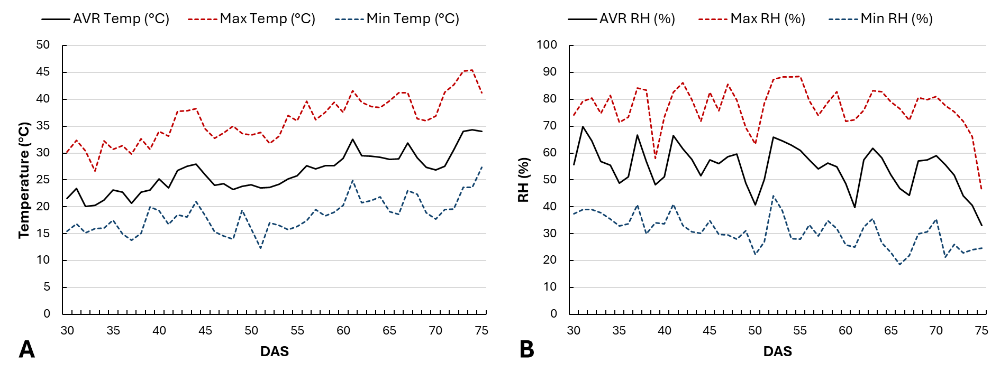 AVR Temp (°C) Max Temp (°C) Min Temp (°C)
50
45
40
35
30
25
20
15
10
5
0
Temperature (°C)
30 35 40 45 50 55 60 65 70 75
DAS
A
AVR RH (%) Max RH (%) Min RH (%)
100
90
80
70
60
50
40
30
20
10
0
RH (%)
30 35 40 45 50 55 60 65 70 75
DAS
B